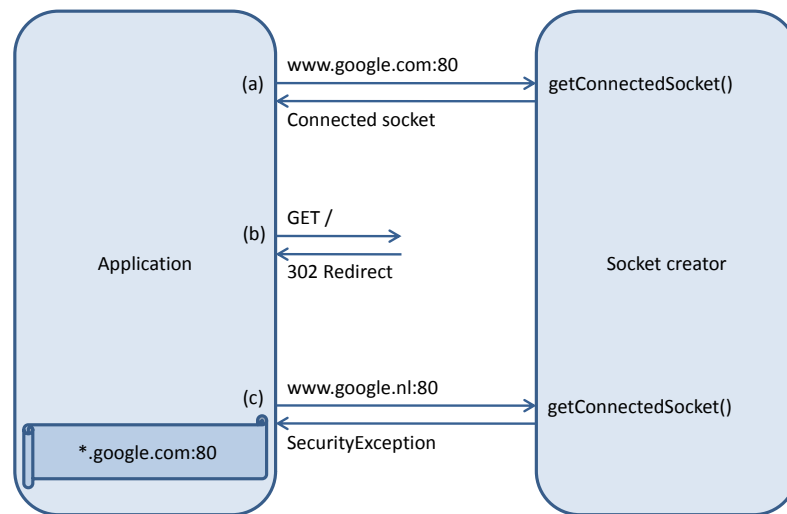 www.google.com:80
(a)
getConnectedSocket()
Connected socket
GET /
(b)
302 Redirect
Application
Socket creator
www.google.nl:80
(c)
getConnectedSocket()
SecurityException
*.google.com:80